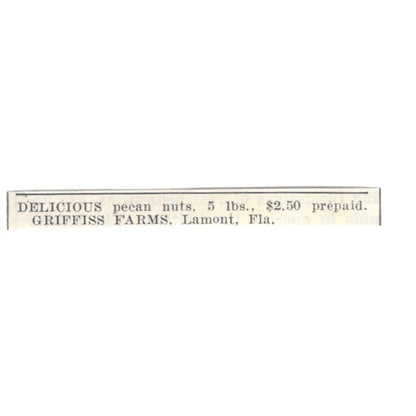 DELICIOUS pecan nuts, 5 lbs., $2.50 prepaid.
GRIFFISS FARMS, Lamont, Fla.